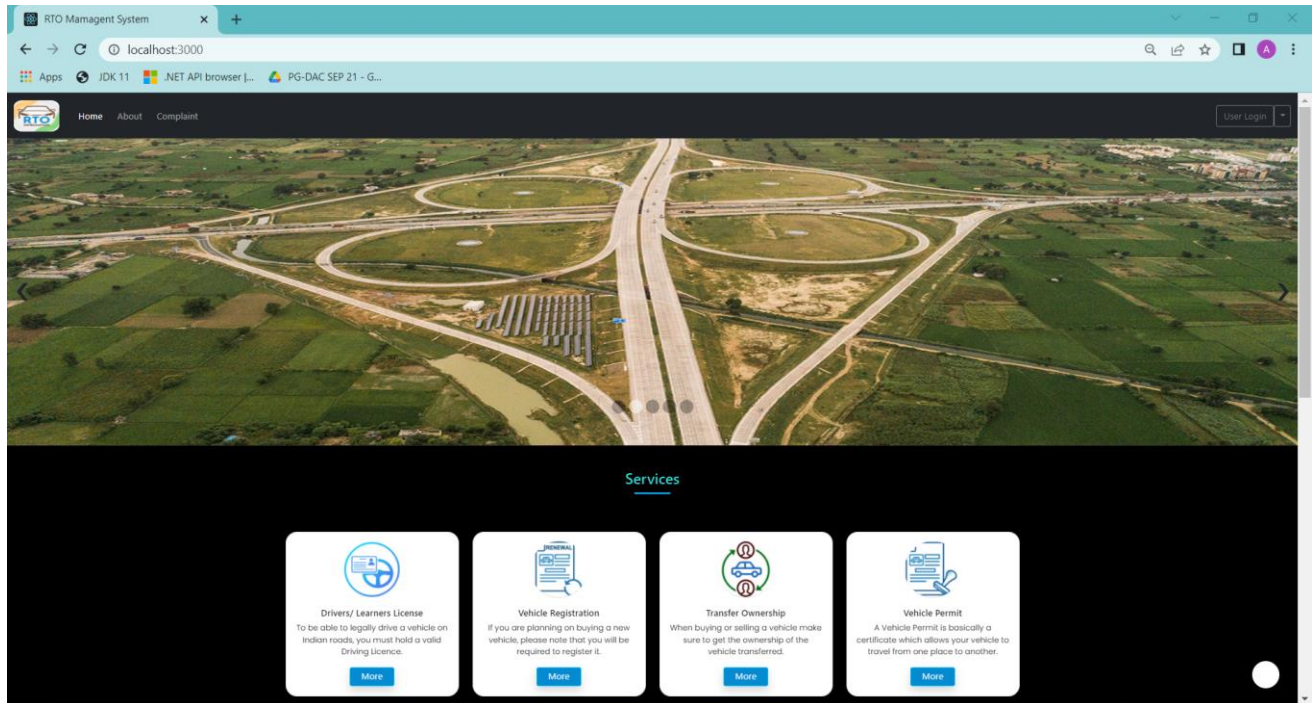 RTO Mamagent System
localhost:3000
A
Apps JDK 11 .NET API browser |... PG-DAC SEP 21 - G...
RTO
Home About Complaint User Login
Services
RENEWAL
Drivers/ Learners License
To be able to legally drive a vehicle on
Indian roads, you must hold a valid
Driving Licence.
More
Vehicle Registration
If you are planning on buying a new
vehicle, please note that you will be
required to register it.
More
Transfer Ownership
When buying or selling a vehicle make
sure to get the ownership of the
vehicle transferred.
More
Vehicle Permit
A Vehicle Permit is basically a
certificate which allows your vehicle to
travel from one place to another.
More